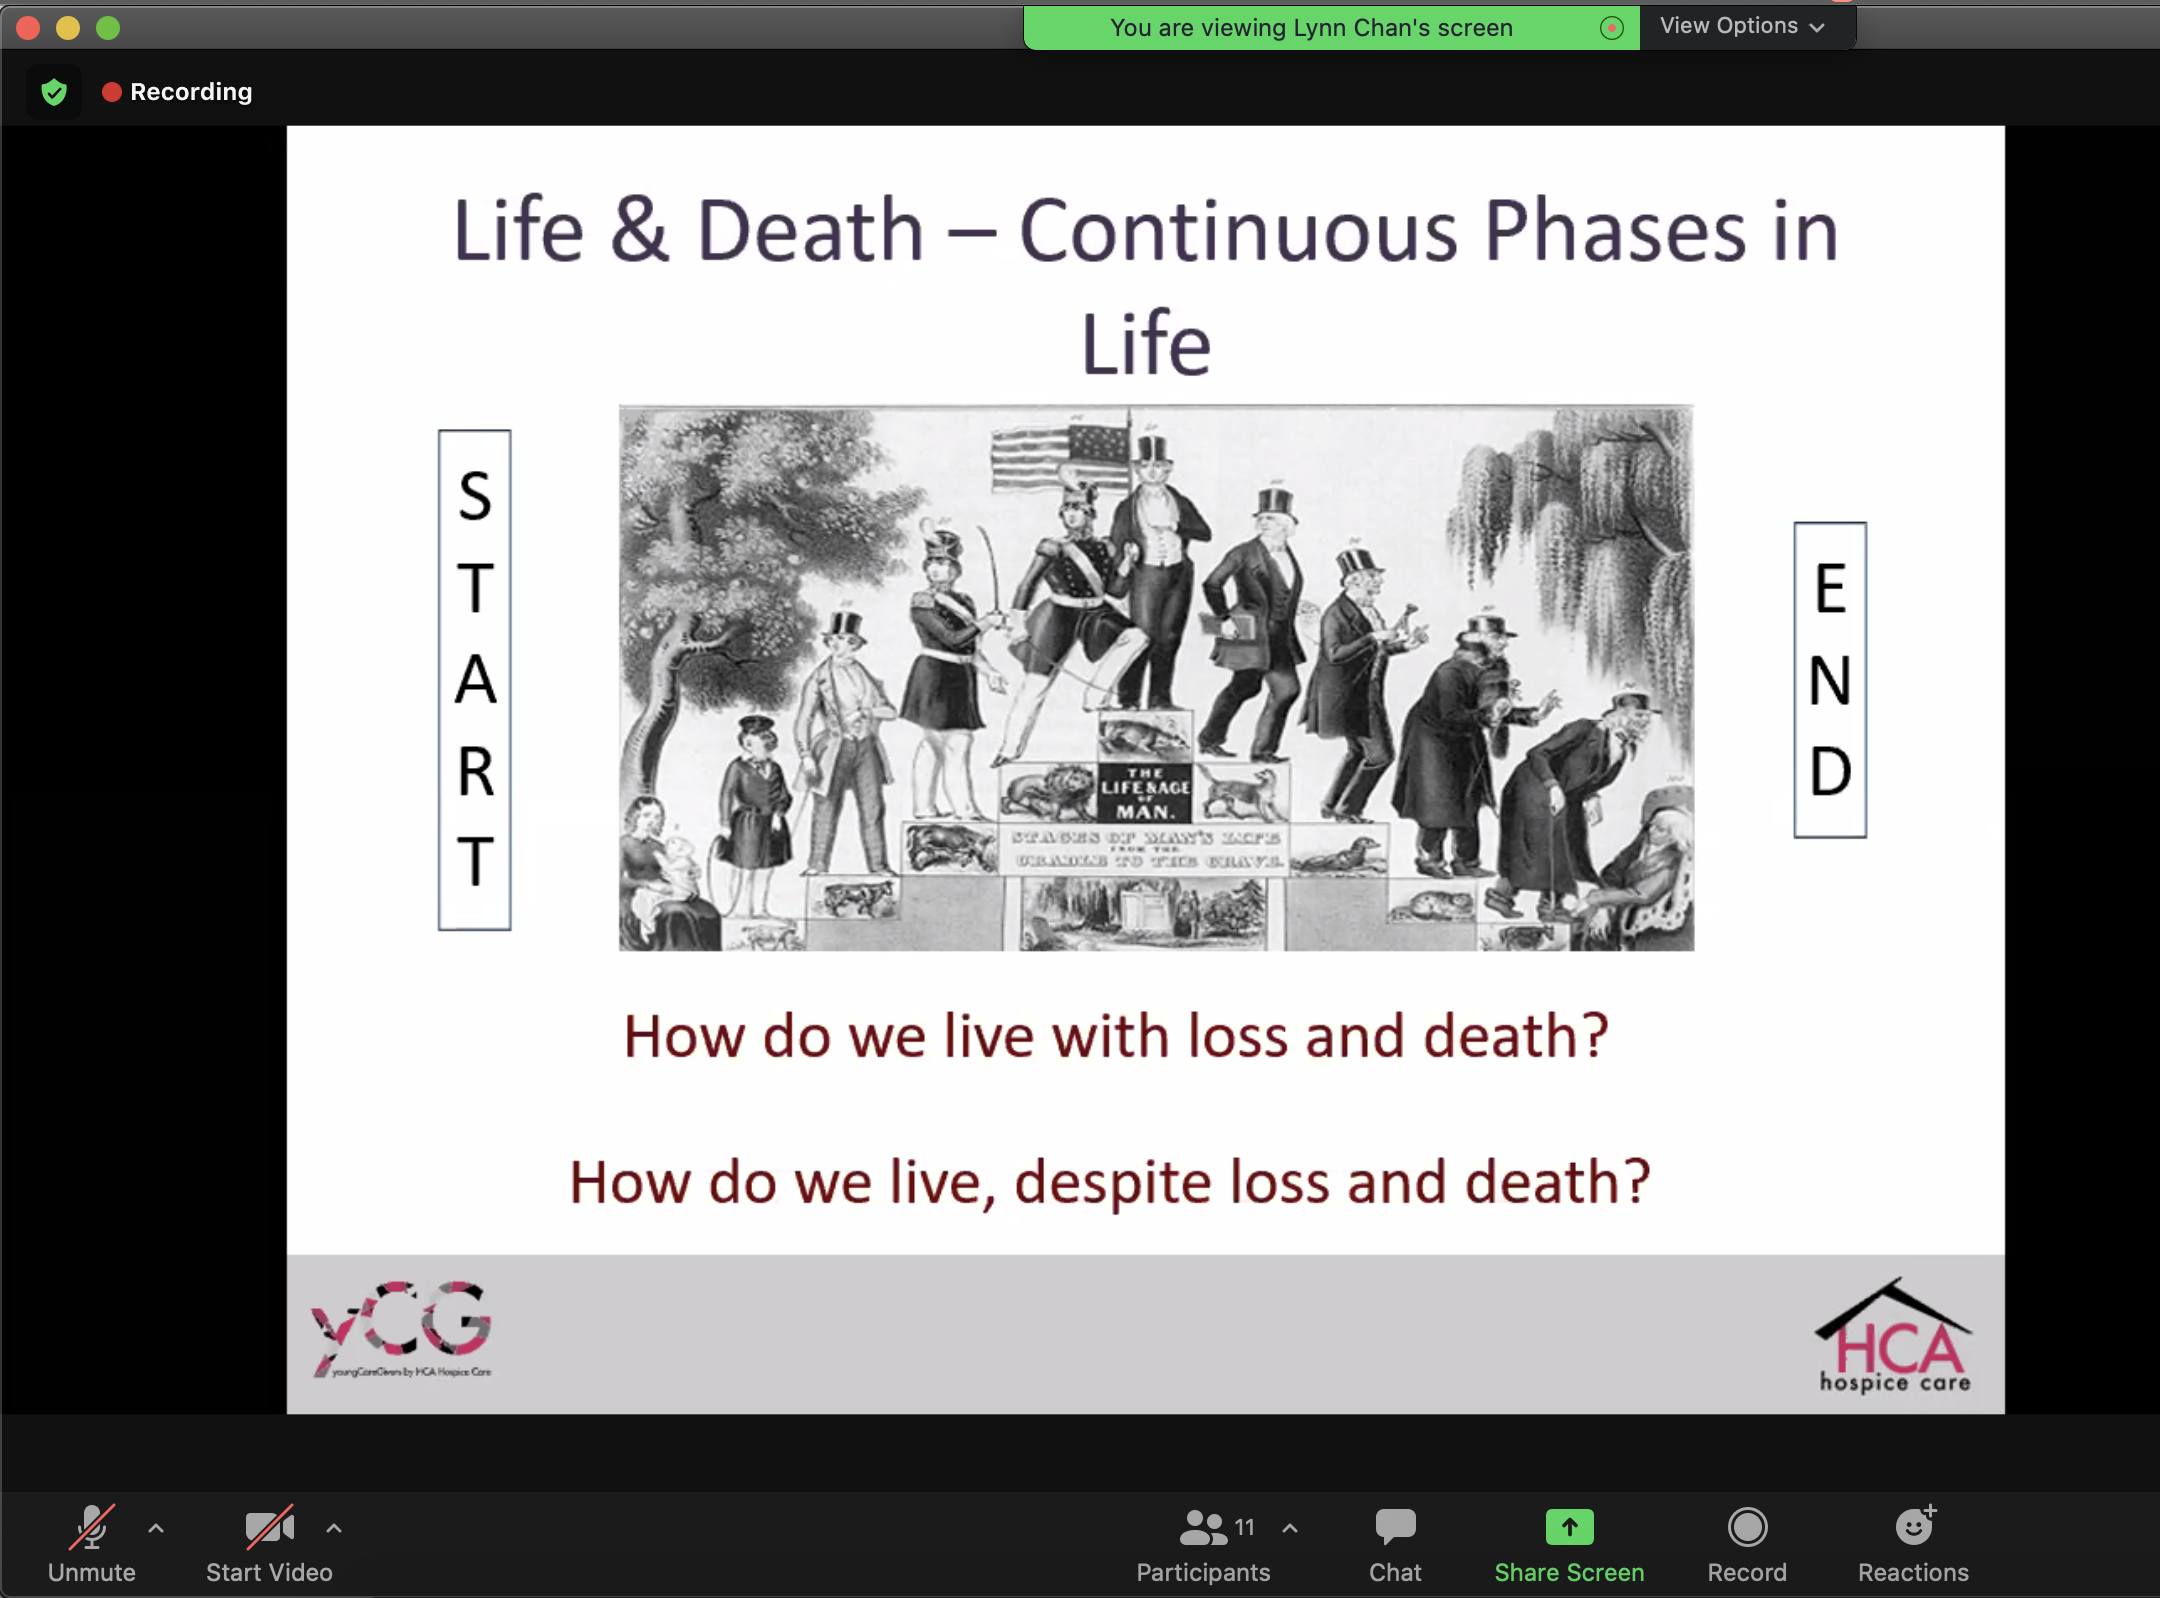 You are viewing Lynn Chan's screen
View Options
Recording
Life & Death – Continuous Phases in
Life
S
T
A
R
T
E
N
D
THE
LIFE & AGE
OF
MAN.
STAGES OF MAN'S LIFE
FROM THE
CRADLE TO THE GRAVE.
How do we live with loss and death?
How do we live, despite loss and death?
yCG
youngCareGivers by HCA Hospice Care
HCA
hospice care
Unmute
Start Video
11
Participants
Chat
Share Screen
Record
Reactions